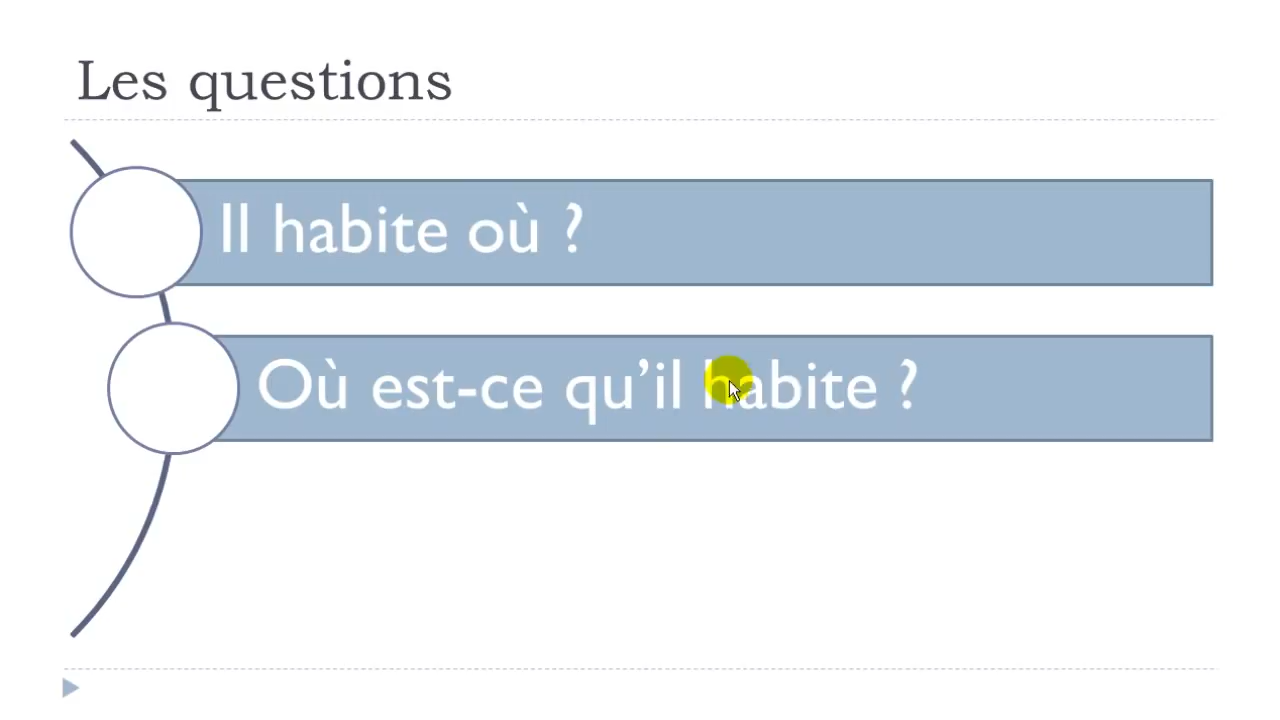 Les questions
Il habite où ?
Où est-ce qu’il habite ?